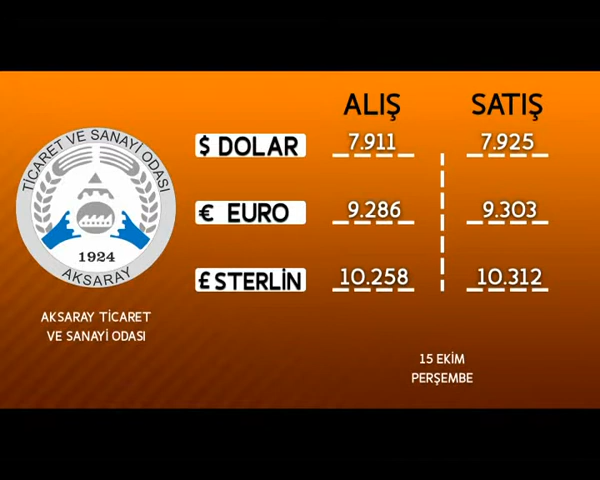 ALIŞ SATIŞ
$ DOLAR 7.911 7.925
€ EURO 9.286 9.303
£ STERLİN 10.258 10.312
TİCARET VE SANAYİ ODASI
1924
AKSARAY
AKSARAY TİCARET
VE SANAYİ ODASI
15 EKİM
PERŞEMBE